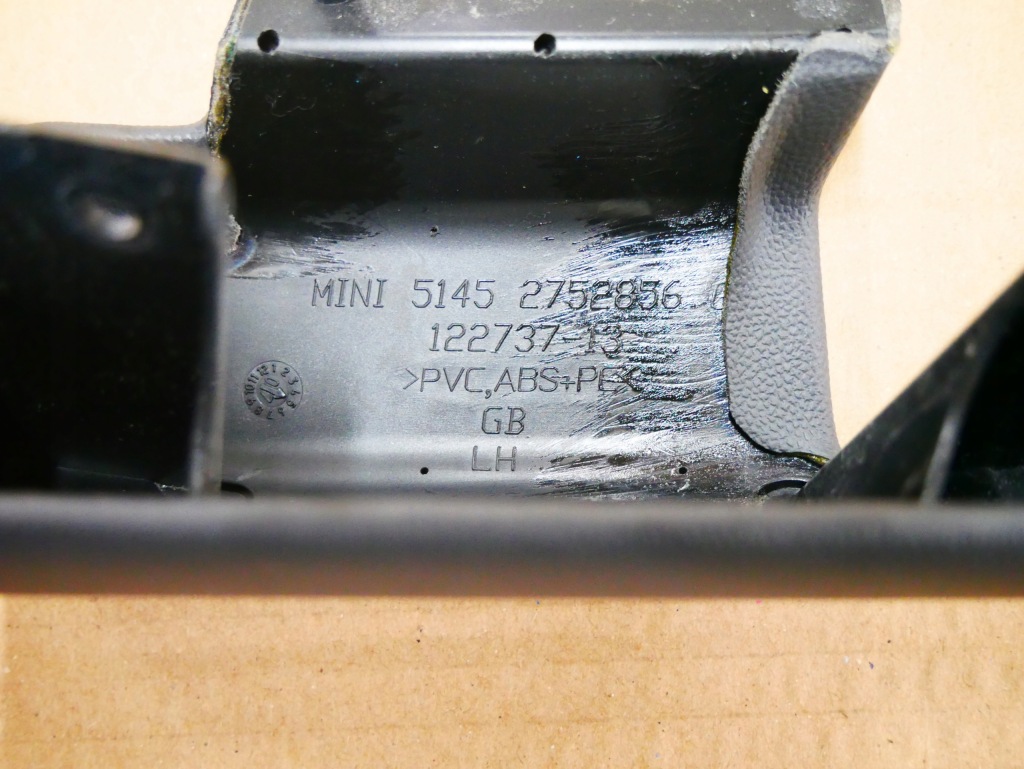 MINI 5145 2752856
122737-13
>PVC,ABS+PE
GB
LH